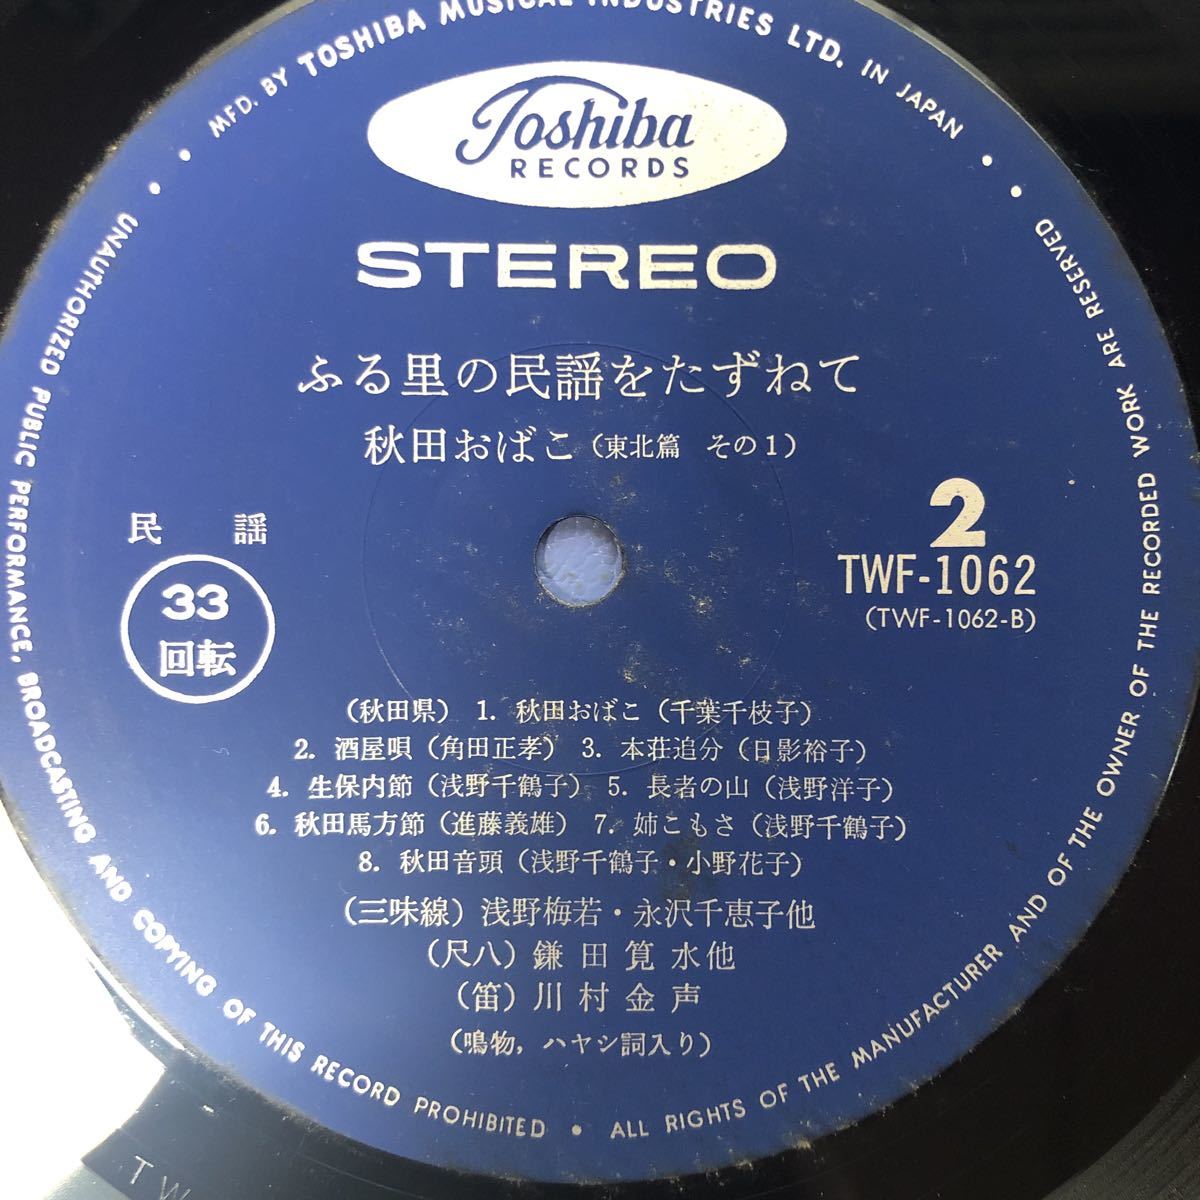 MFD. BY TOSHIBA MUSICAL INDUSTRIES LTD. IN JAPAN
Toshiba
RECORDS
STEREO
ふる里の民謡をたずねて
秋田おばこ(東北篇 その1)
民謡
33
回転
2
TWF-1062
(TWF-1062-B)
(秋田県) 1. 秋田おばこ(千葉千枝子)
2. 酒屋唄(角田正孝) 3. 本荘追分(日影裕子)
4. 生保内節(浅野千鶴子) 5. 長者の山(浅野洋子)
6. 秋田馬方節(進藤義雄) 7. 姉こもさ(浅野千鶴子)
8. 秋田音頭(浅野千鶴子・小野花子)
(三味線)浅野梅若・永沢千恵子他
(尺八)鎌田筧水他
(笛)川村金声
(鳴物,ハヤシ詞入り)
UNAUTHORIZED PUBLIC PERFORMANCE, BROADCASTING AND COPYING OF THIS RECORD PROHIBITED • ALL RIGHTS OF THE MANUFACTURER AND OF THE OWNER OF THE RECORDED WORK ARE RESERVED
TW